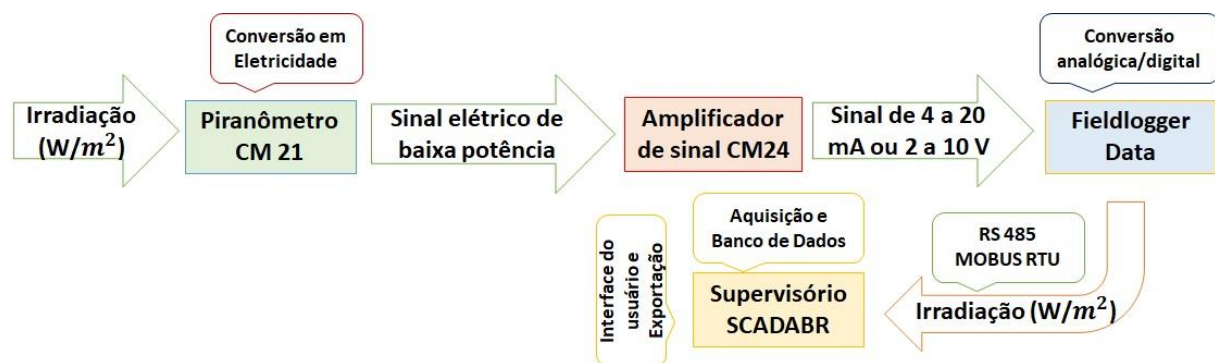 Conversão em
Eletricidade
Conversão
analógica/digital
Irradiação
(W/m²)
Piranômetro
CM 21
Sinal elétrico de
baixa potência
Amplificador
de sinal CM24
Sinal de 4 a 20
mA ou 2 a 10 V
Fieldlogger
Data
Interface do
usuário e
Exportação
Aquisição e
Banco de Dados
Supervisório
SCADABR
RS 485
MOBUS RTU
Irradiação (W/m²)